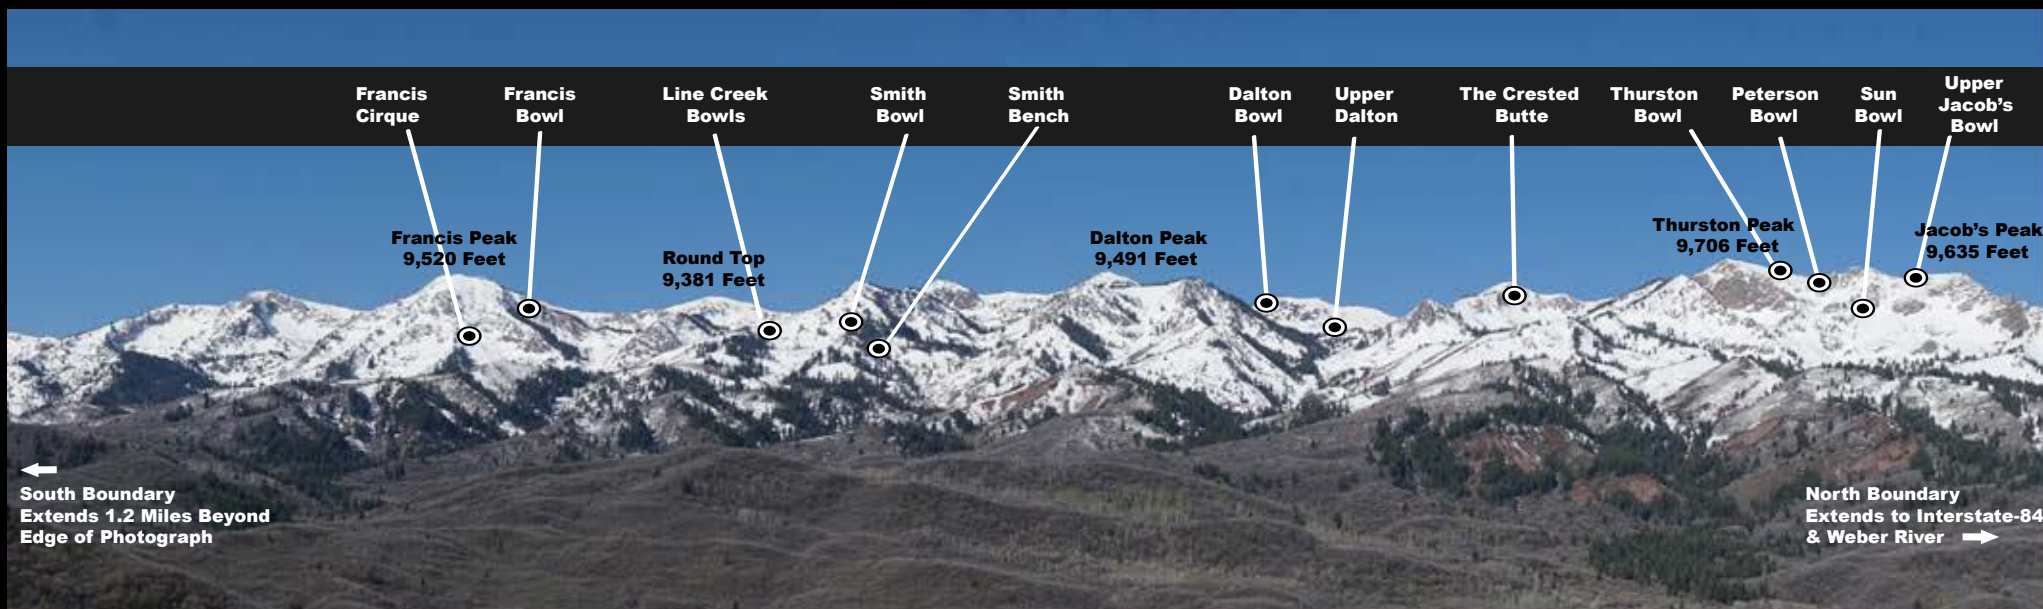 Francis
Cirque
Francis
Bowl
Line Creek
Bowls
Smith
Bowl
Smith
Bench
Dalton
Bowl
Upper
Dalton
The Crested
Butte
Thurston
Bowl
Peterson
Bowl
Sun
Bowl
Upper
Jacob's
Bowl
Francis Peak
9,520 Feet
Round Top
9,381 Feet
Dalton Peak
9,491 Feet
Thurston Peak
9,706 Feet
Jacob's Peak
9,635 Feet
South Boundary
Extends 1.2 Miles Beyond
Edge of Photograph
North Boundary
Extends to Interstate-84
& Weber River